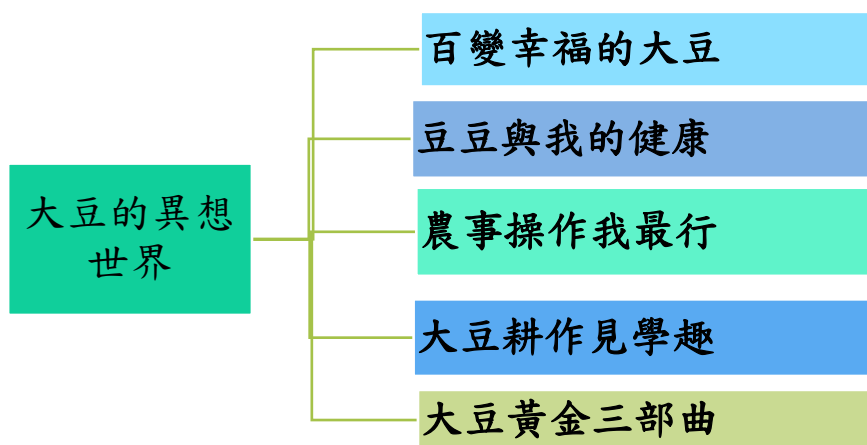 大豆的異想
世界
百變幸福的大豆
豆豆與我的健康
農事操作我最行
大豆耕作見學趣
大豆黃金三部曲